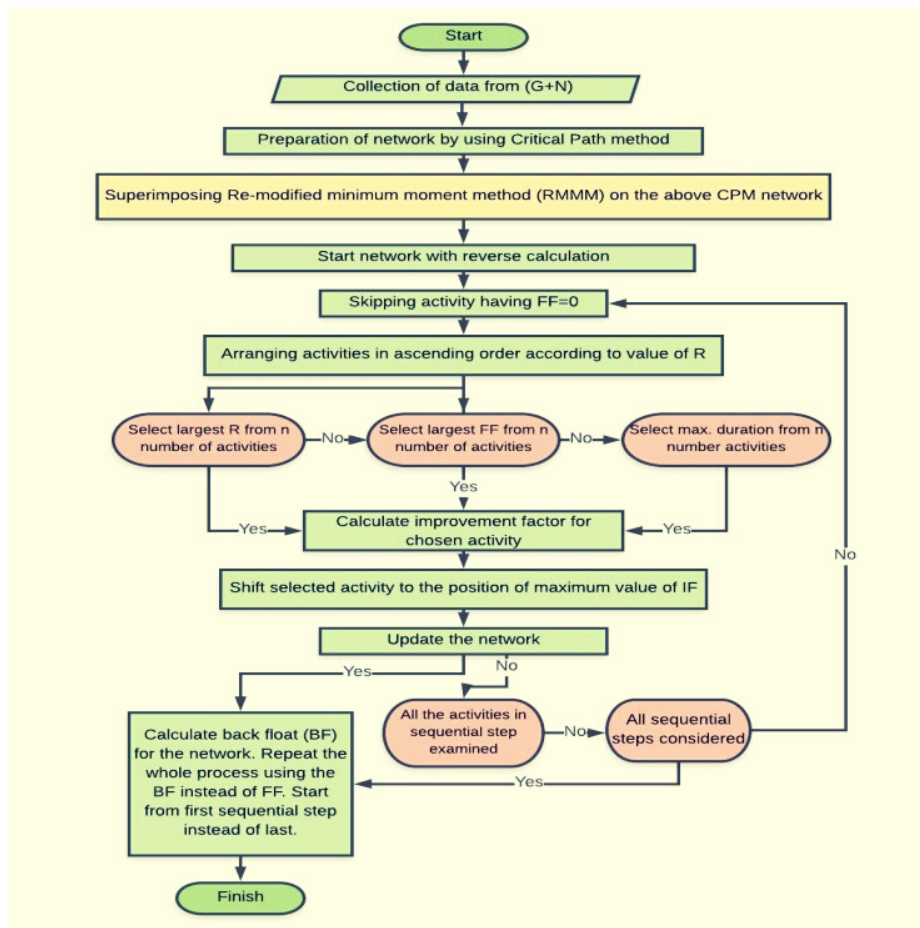 Start
Collection of data from (G+N)
Preparation of network by using Critical Path method
Superimposing Re-modified minimum moment method (RMMM) on the above CPM network
Start network with reverse calculation
Skipping activity having FF=0
Arranging activities in ascending order according to value of R
Select largest R from n
number of activities
No
Select largest FF from n
number of activities
No
Select max. duration from n
number activities
Yes
Yes
Yes
Calculate improvement factor for
chosen activity
No
Shift selected activity to the position of maximum value of IF
Update the network
Yes
No
All the activities in
sequential step
examined
No
All sequential
steps considered
Yes
Calculate back float (BF)
for the network. Repeat the
whole process using the
BF instead of FF. Start
from first sequential step
instead of last.
Finish